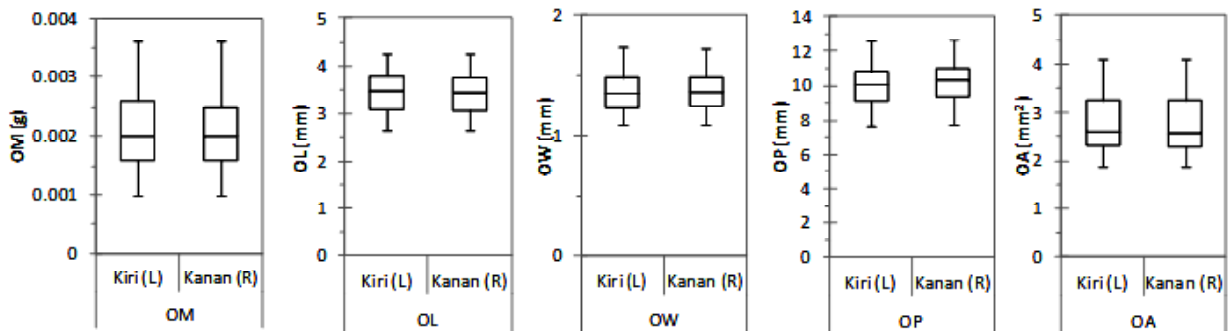 OM (g)
0.004
0.003
0.002
0.001
0
Kiri (L) Kanan (R)
OM
OL (mm)
5
4
3
2
1
0
Kiri (L) Kanan (R)
OL
OW (mm)
2
1
0
Kiri (L) Kanan (R)
OW
OP (mm)
14
12
10
8
6
4
2
0
Kiri (L) Kanan (R)
OP
OA (mm²)
5
4
3
2
1
0
Kiri (L) Kanan (R)
OA